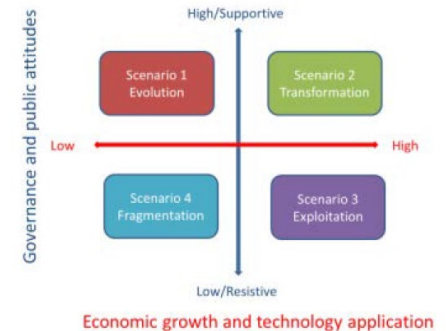 High/Supportive
Governance and public attitudes
Scenario 1
Evolution
Scenario 2
Transformation
Low
High
Scenario 4
Fragmentation
Scenario 3
Exploitation
Low/Resistive
Economic growth and technology application